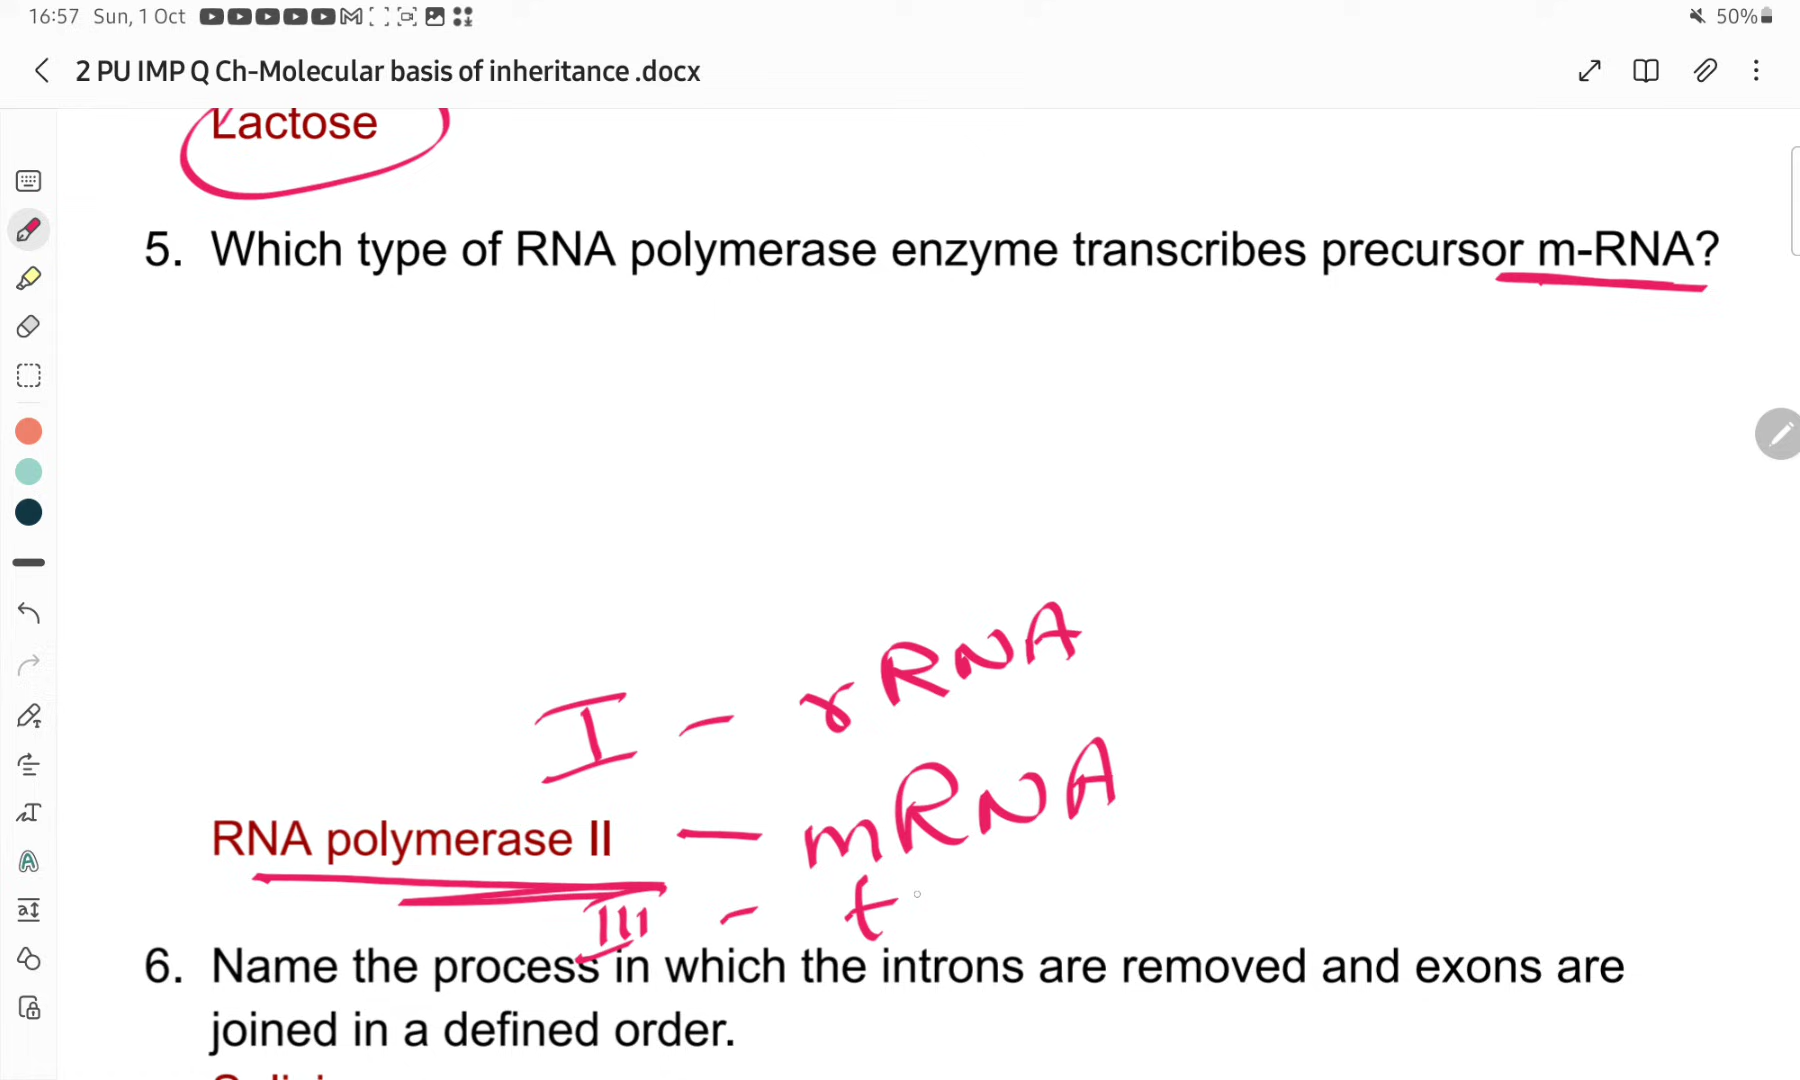 16:57 Sun, 1 Oct 50%
2 PU IMP Q Ch-Molecular basis of inheritance .docx
Lactose
5. Which type of RNA polymerase enzyme transcribes precursor m-RNA?
I - rRNA
RNA polymerase II — mRNA
III - t
6. Name the process in which the introns are removed and exons are
joined in a defined order.